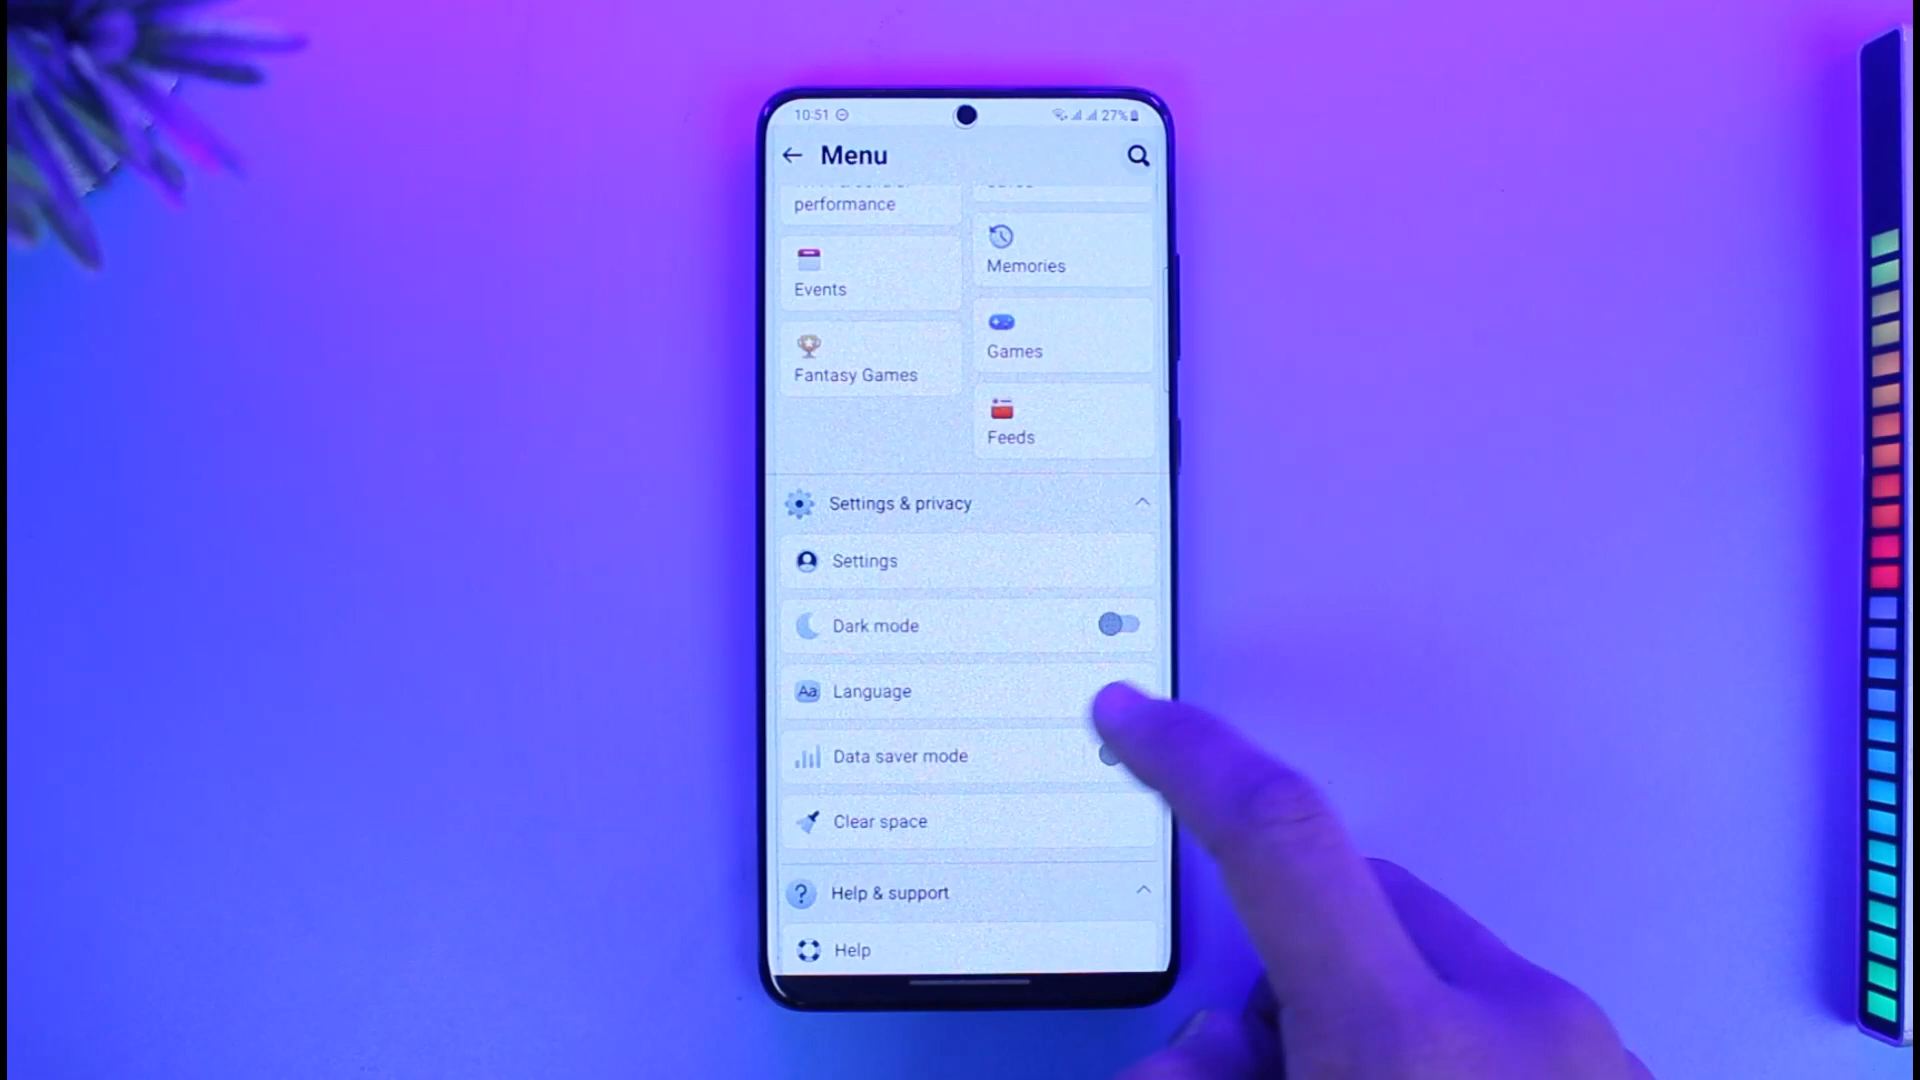 10:51
27%
Menu
performance
Memories
Events
Games
Fantasy Games
Feeds
Settings & privacy
Settings
Dark mode
Aa Language
Data saver mode
Clear space
? Help & support
Help